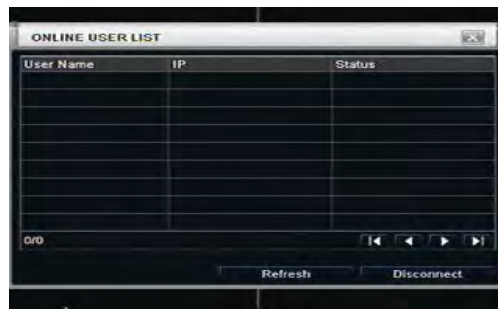 ONLINE USER LIST
User Name IP Status
0/0
Refresh Disconnect